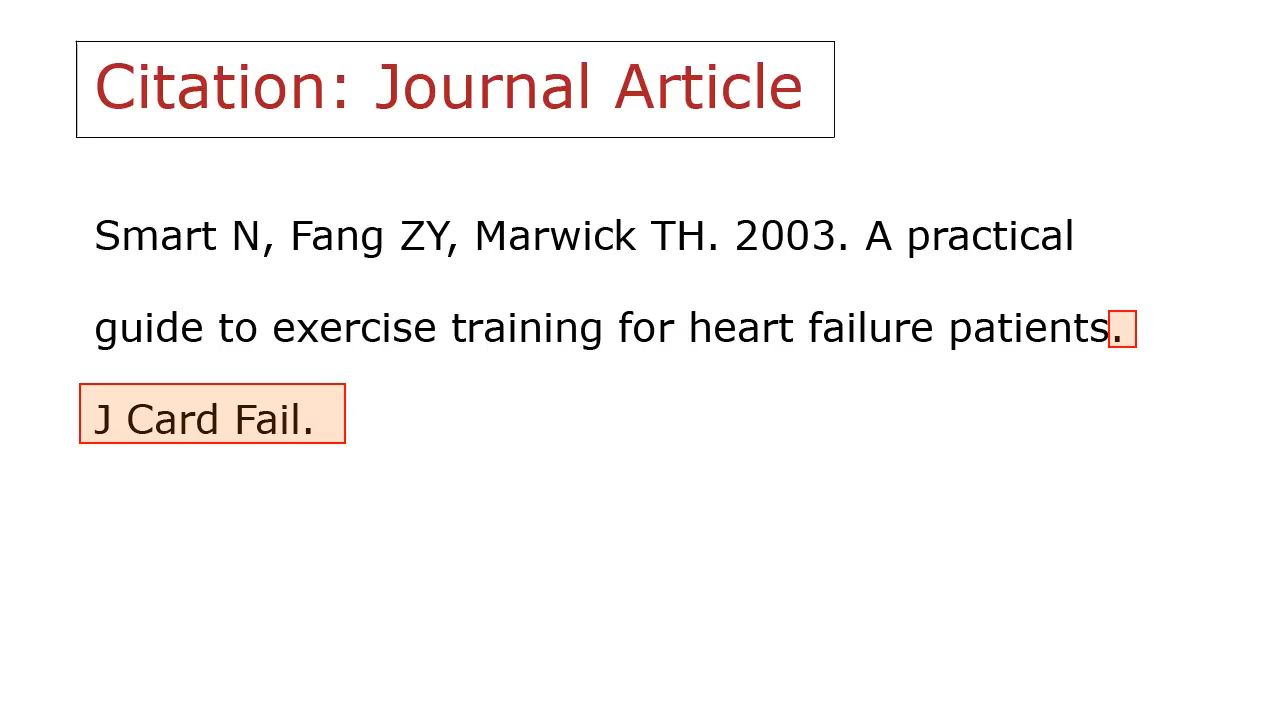 Citation: Journal Article
Smart N, Fang ZY, Marwick TH. 2003. A practical
guide to exercise training for heart failure patients.
J Card Fail.